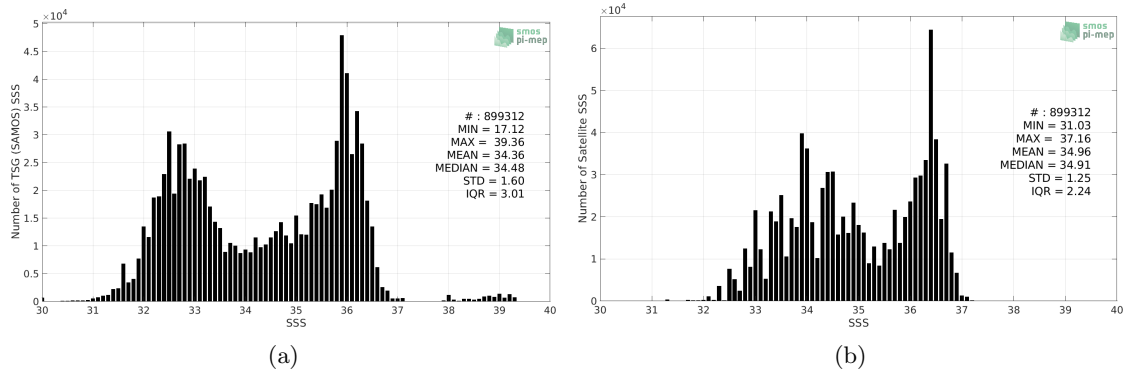 ×10⁴
smos
pi-mep
5
4.5
4
3.5
3
2.5
2
1.5
1
0.5
0
Number of TSG (SAMOS) SSS
# : 899312
MIN = 17.12
MAX = 39.36
MEAN = 34.36
MEDIAN = 34.48
STD = 1.60
IQR = 3.01
30 31 32 33 34 35 36 37 38 39 40
SSS
(a)
×10⁴
smos
pi-mep
6
5
4
3
2
1
0
Number of Satellite SSS
# : 899312
MIN = 31.03
MAX = 37.16
MEAN = 34.96
MEDIAN = 34.91
STD = 1.25
IQR = 2.24
30 31 32 33 34 35 36 37 38 39 40
SSS
(b)